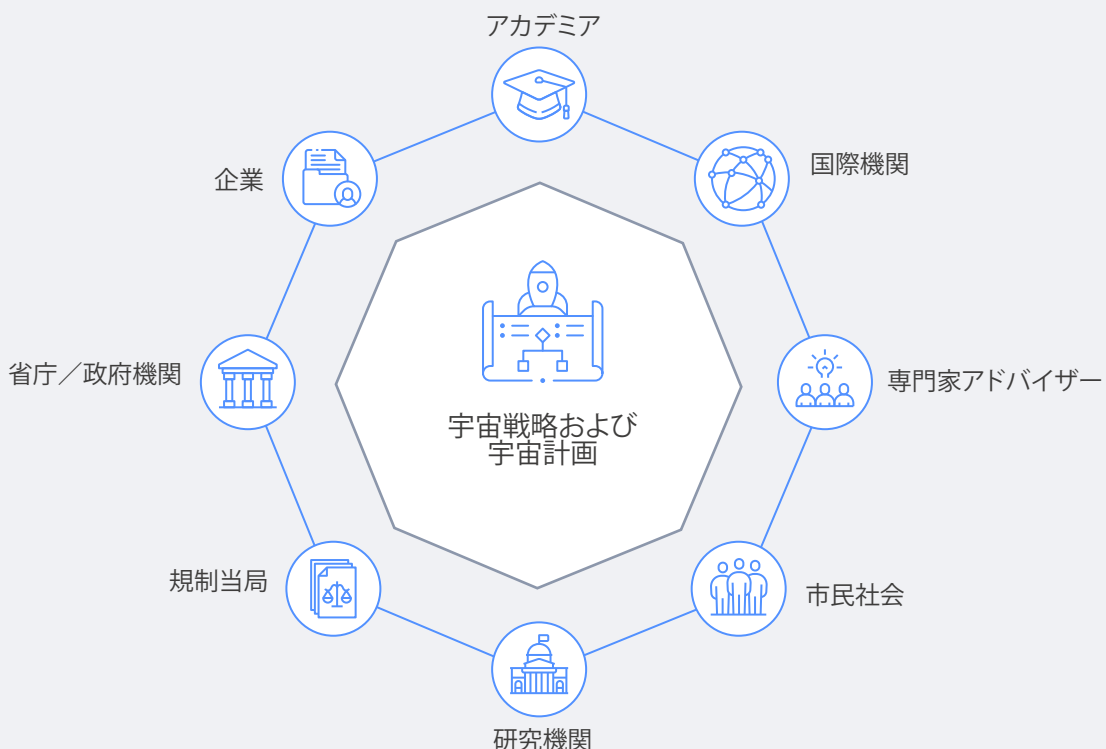 アカデミア
国際機関
企業
省庁／政府機関
専門家アドバイザー
宇宙戦略および
宇宙計画
規制当局
市民社会
研究機関